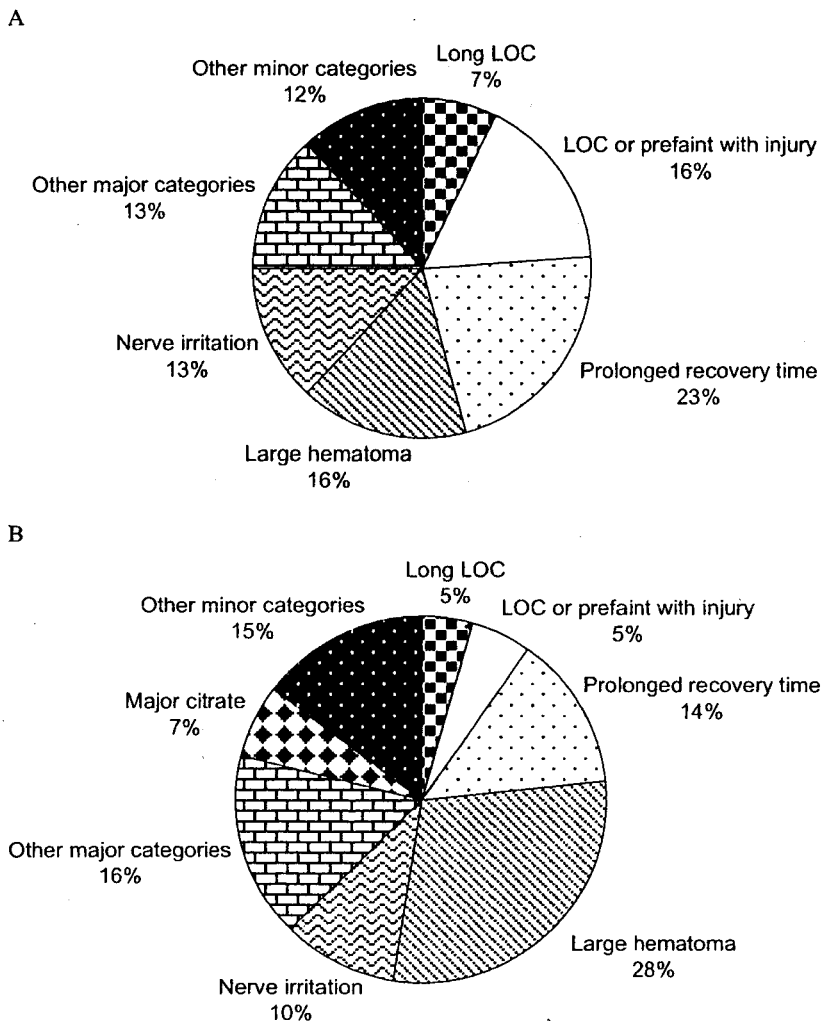 A
Long LOC
7%
Other minor categories
12%
LOC or prefaint with injury
16%
Other major categories
13%
Nerve irritation
13%
Prolonged recovery time
23%
Large hematoma
16%
B
Long LOC
5%
Other minor categories
15%
LOC or prefaint with injury
5%
Prolonged recovery time
14%
Major citrate
7%
Other major categories
16%
Large hematoma
28%
Nerve irritation
10%